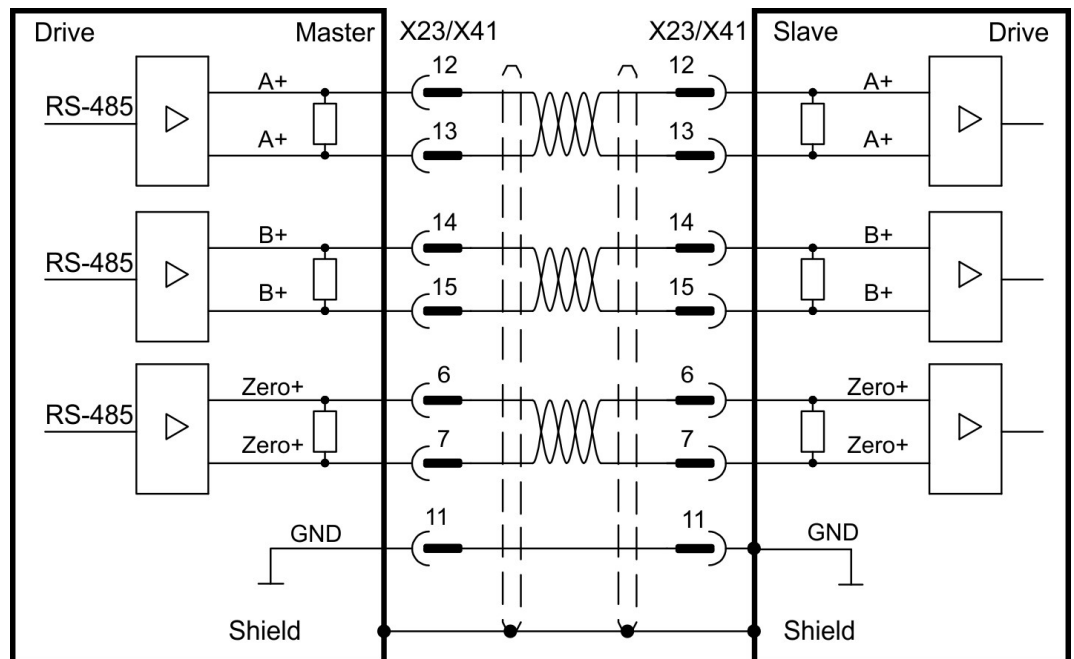 Drive Master X23/X41 X23/X41 Slave Drive
12 12
A+ A+
RS-485
13 13
A+ A+
14 14
B+ B+
RS-485
15 15
B+ B+
6 6
Zero+ Zero+
RS-485
7 7
Zero+ Zero+
11 11
GND GND
Shield Shield